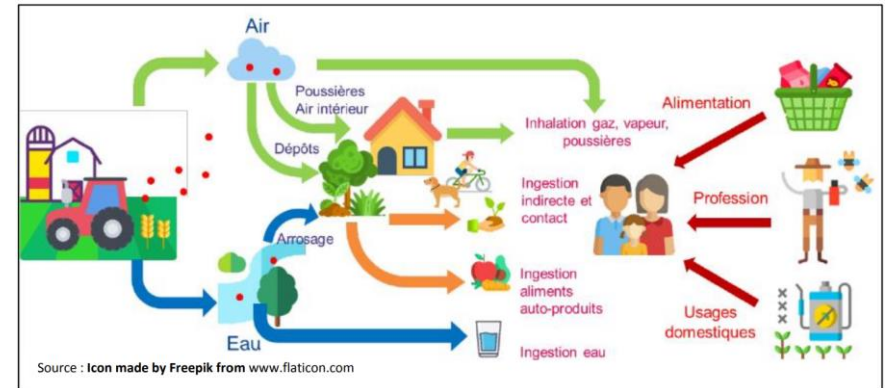 Air
Poussières
Air intérieur
Dépôts
Arrosage
Eau
Inhalation gaz, vapeur,
poussières
Ingestion
indirecte et
contact
Ingestion
aliments
auto-produits
Ingestion eau
Alimentation
Profession
Usages
domestiques
Source : Icon made by Freepik from www.flaticon.com